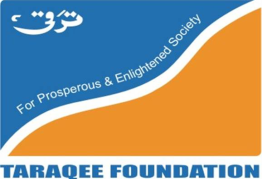 ترقی
For Prosperous & Enlightened Society
TARAQEE FOUNDATION